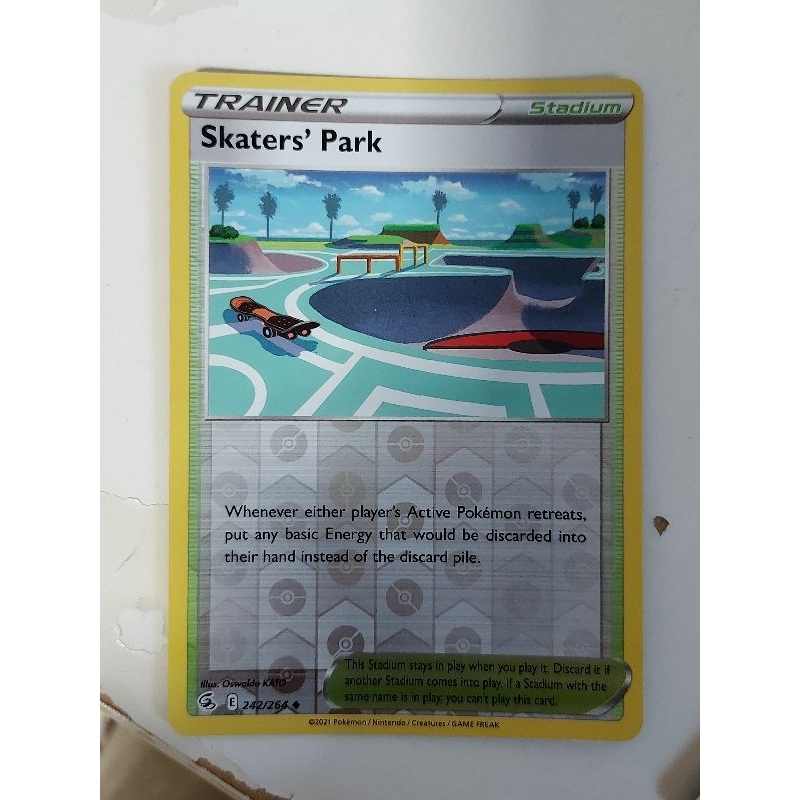 TRAINER
Stadium
Skaters' Park
Whenever either player's Active Pokémon retreats,
put any basic Energy that would be discarded into
their hand instead of the discard pile.
This Stadium stays in play when you play it. Discard it if
another Stadium comes into play. If a Stadium with the
same name is in play, you can't play this card.
Illus. Oswaldo KATO
E 242/264
©2021 Pokémon / Nintendo / Creatures / GAME FREAK